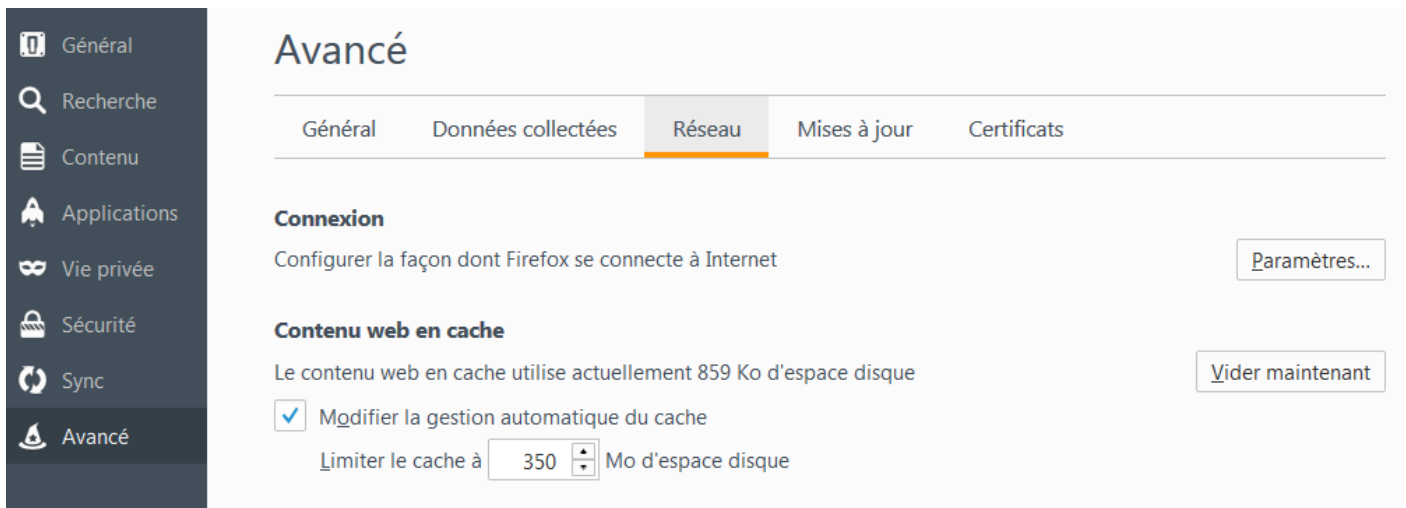 Général
Recherche
Contenu
Applications
Vie privée
Sécurité
Sync
Avancé
Avancé
Général Données collectées Réseau Mises à jour Certificats
Connexion
Configurer la façon dont Firefox se connecte à Internet Paramètres...
Contenu web en cache
Le contenu web en cache utilise actuellement 859 Ko d'espace disque Vider maintenant
Modifier la gestion automatique du cache
Limiter le cache à 350 Mo d'espace disque